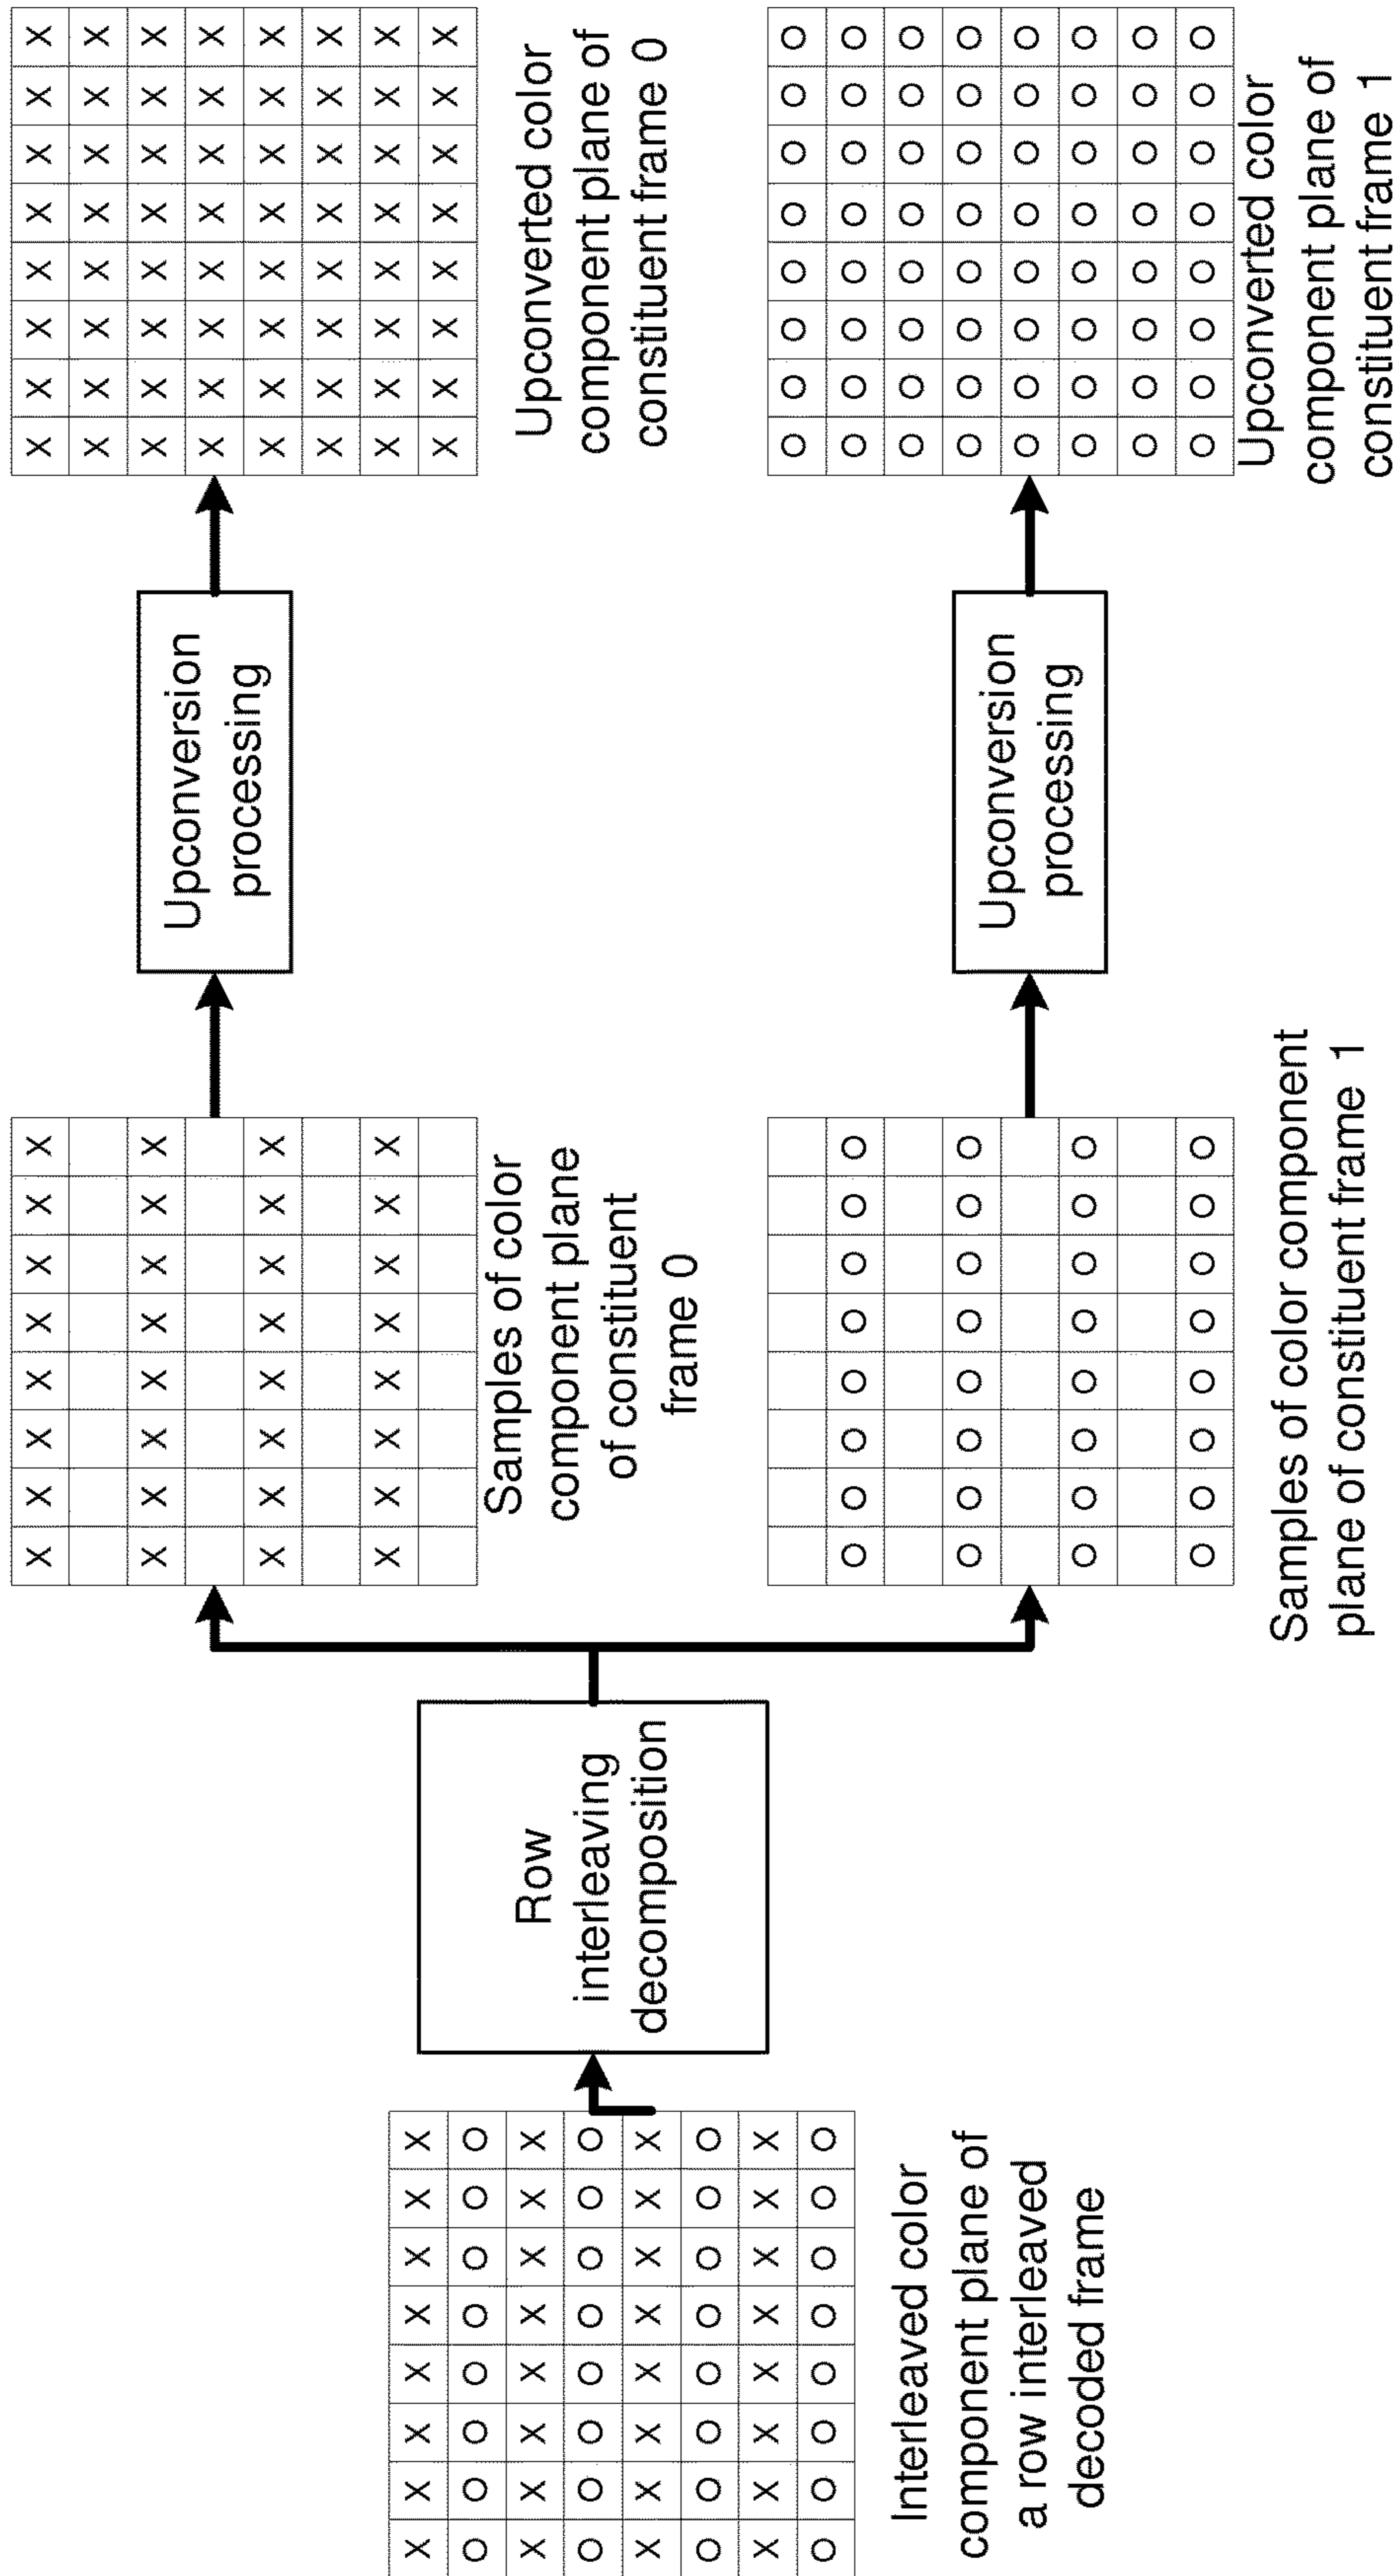 X X X X X X X X
O O O O O O O O
X X X X X X X X
O O O O O O O O
X X X X X X X X
O O O O O O O O
X X X X X X X X
O O O O O O O O
Interleaved color
component plane of
a row interleaved
decoded frame
Row
interleaving
decomposition
X X X X X X X X
X X X X X X X X
X X X X X X X X
X X X X X X X X
Samples of color
component plane
of constituent
frame 0
Upconversion
processing
X X X X X X X X
X X X X X X X X
X X X X X X X X
X X X X X X X X
X X X X X X X X
X X X X X X X X
X X X X X X X X
X X X X X X X X
Upconverted color
component plane of
constituent frame 0
O O O O O O O O
O O O O O O O O
O O O O O O O O
O O O O O O O O
Samples of color component
plane of constituent frame 1
Upconversion
processing
O O O O O O O O
O O O O O O O O
O O O O O O O O
O O O O O O O O
O O O O O O O O
O O O O O O O O
O O O O O O O O
O O O O O O O O
Upconverted color
component plane of
constituent frame 1